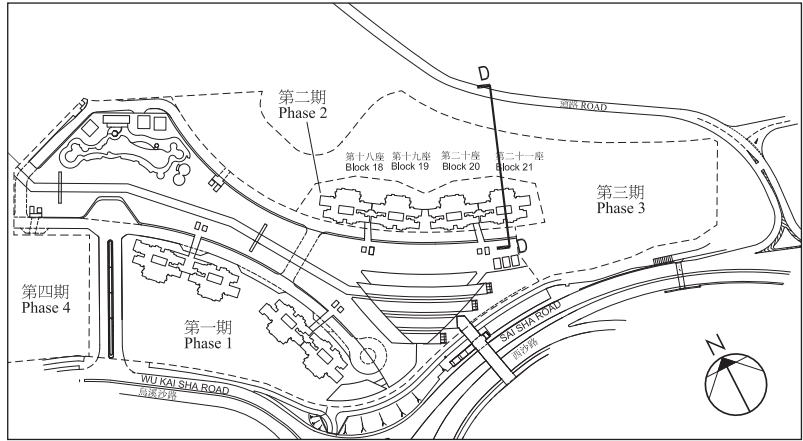 D
道路 ROAD
第二期
Phase 2
第十八座
Block 18
第十九座
Block 19
第二十座
Block 20
第二十一座
Block 21
第三期
Phase 3
D
第四期
Phase 4
第一期
Phase 1
SAI SHA ROAD
西沙路
WU KAI SHA ROAD
烏溪沙路
N